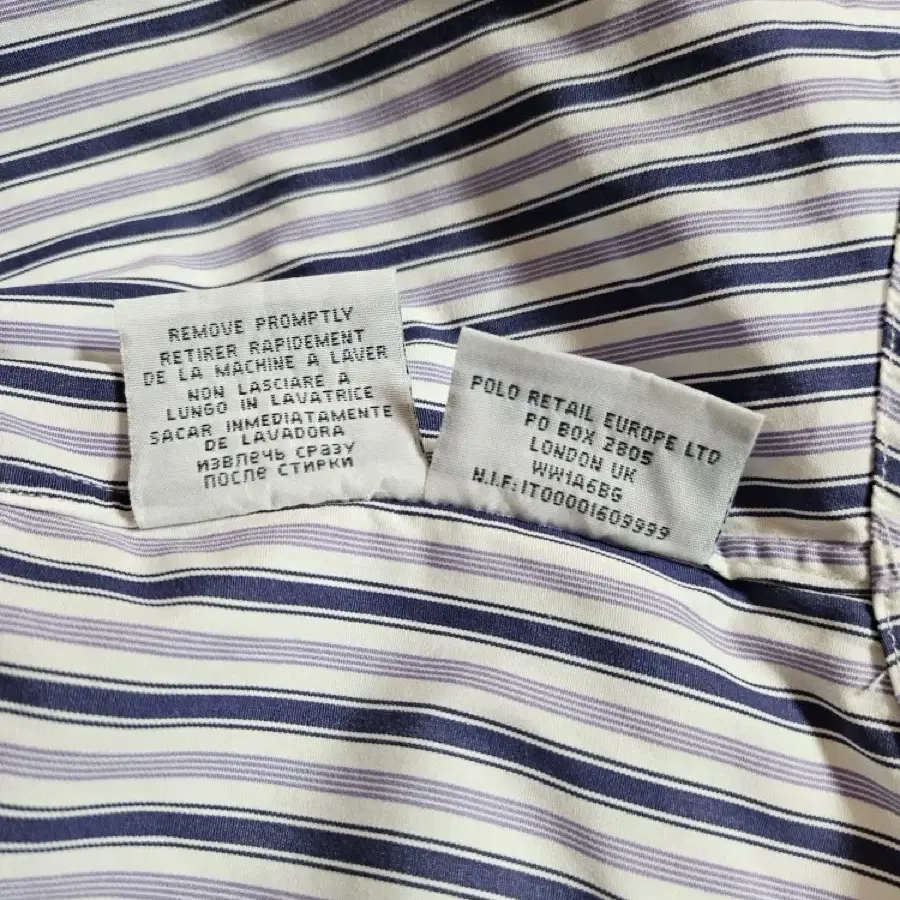 REMOVE PROMPTLY
RETIRER RAPIDEMENT
DE LA MACHINE A LAVER
NON LASCIARE A
LUNGO IN LAVATRICE
SACAR INMEDIATAMENTE
DE LAVADORA
ИЗВЛЕЧЬ СРАЗУ
ПОСЛЕ СТИРКИ
POLO RETAIL EUROPE LTD
PO BOX 2805
LONDON UK
WW1A6BG
N.I.F:IT00001609999